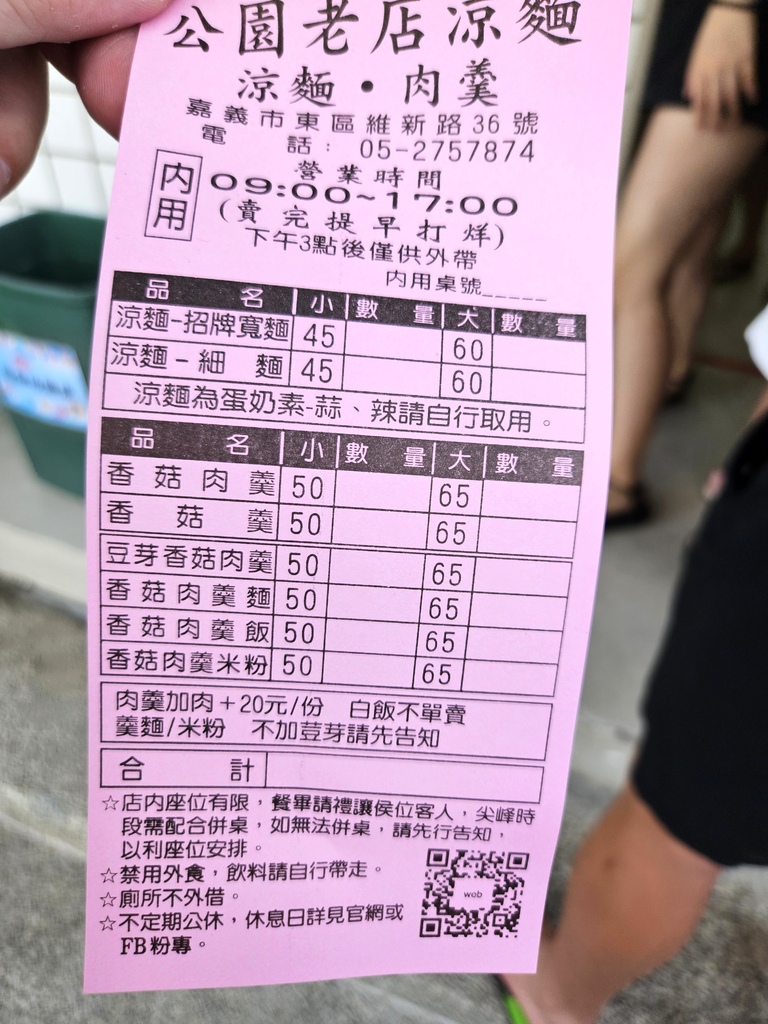 公園老店涼麵
涼麵・肉羹
嘉義市東區維新路36號
電話：05-2757874
內用
營業時間
09:00~17:00
(賣完提早打烊)
下午3點後僅供外帶
內用桌號_____
品名 小 數量 大 數量
涼麵-招牌寬麵 45 60
涼麵-細麵 45 60
涼麵為蛋奶素-蒜、辣請自行取用。
品名 小 數量 大 數量
香菇肉羹 50 65
香菇羹 50 65
豆芽香菇肉羹 50 65
香菇肉羹麵 50 65
香菇肉羹飯 50 65
香菇肉羹米粉 50 65
肉羹加肉+20元/份 白飯不單賣
羹麵/米粉 不加荳芽請先告知
合計
☆店內座位有限，餐畢請禮讓侯位客人，尖峰時
段需配合併桌，如無法併桌，請先行告知，
以利座位安排。
☆禁用外食，飲料請自行帶走。
☆廁所不外借。
☆不定期公休，休息日詳見官網或
FB粉專。
wob